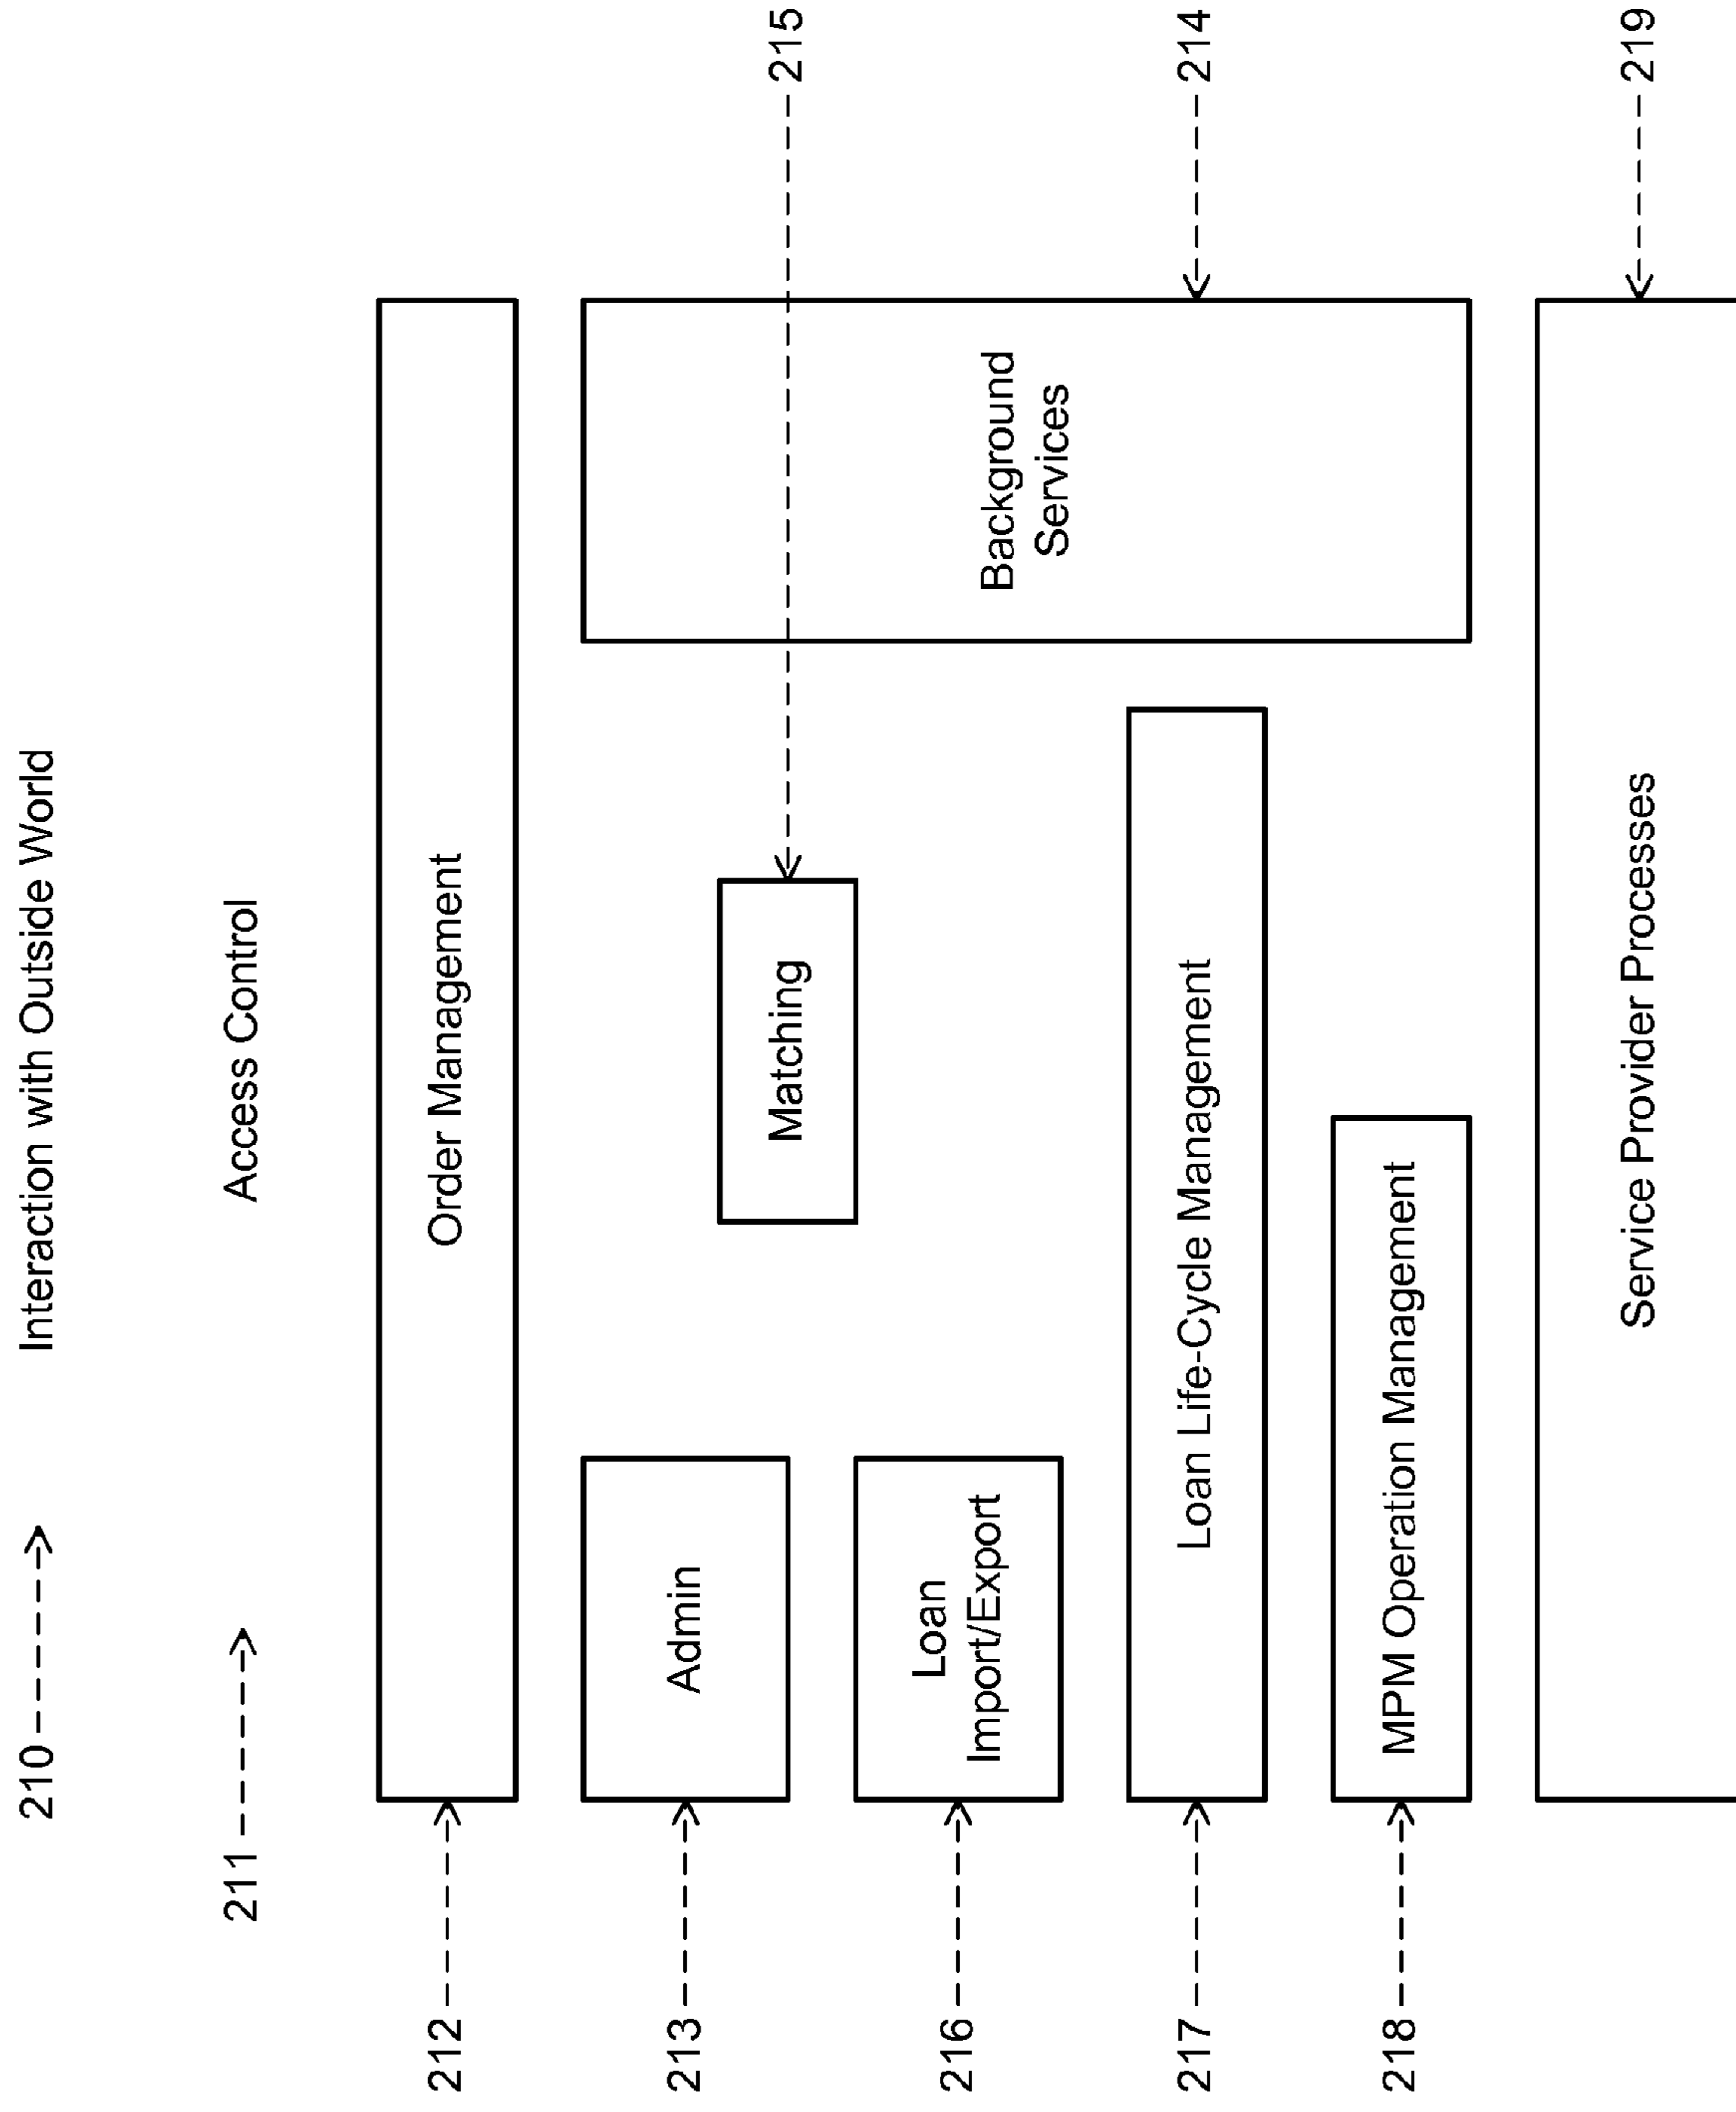 210 Interaction with Outside World
211 Access Control
212 Order Management
213 Admin
Matching 215
216 Loan
Import/Export
Background
Services
217 Loan Life-Cycle Management 214
218 MPM Operation Management
Service Provider Processes 219